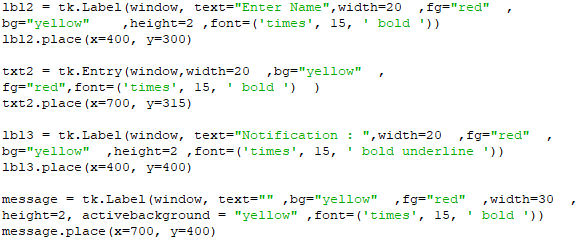 lbl2 = tk.Label(window, text="Enter Name",width=20  ,fg="red"  ,
bg="yellow"    ,height=2 ,font=('times', 15, ' bold '))
lbl2.place(x=400, y=300)

txt2 = tk.Entry(window,width=20  ,bg="yellow"  ,
fg="red",font=('times', 15, ' bold ')  )
txt2.place(x=700, y=315)

lbl3 = tk.Label(window, text="Notification : ",width=20  ,fg="red"  ,
bg="yellow"  ,height=2 ,font=('times', 15, ' bold underline '))
lbl3.place(x=400, y=400)

message = tk.Label(window, text="" ,bg="yellow"  ,fg="red"  ,width=30  ,
height=2, activebackground = "yellow" ,font=('times', 15, ' bold '))
message.place(x=700, y=400)